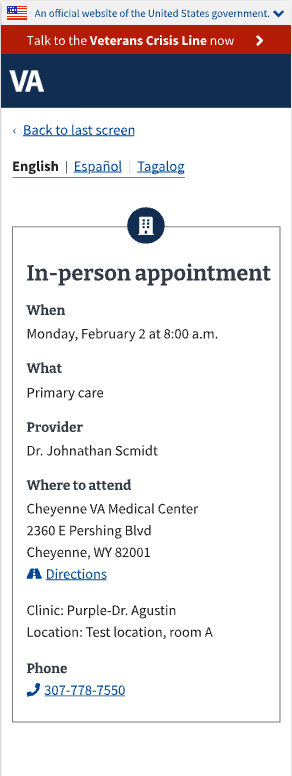 An official website of the United States government.
Talk to the Veterans Crisis Line now
VA
‹ Back to last screen
English | Español | Tagalog
In-person appointment
When
Monday, February 2 at 8:00 a.m.
What
Primary care
Provider
Dr. Johnathan Scmidt
Where to attend
Cheyenne VA Medical Center
2360 E Pershing Blvd
Cheyenne, WY 82001
Directions
Clinic: Purple-Dr. Agustin
Location: Test location, room A
Phone
307-778-7550